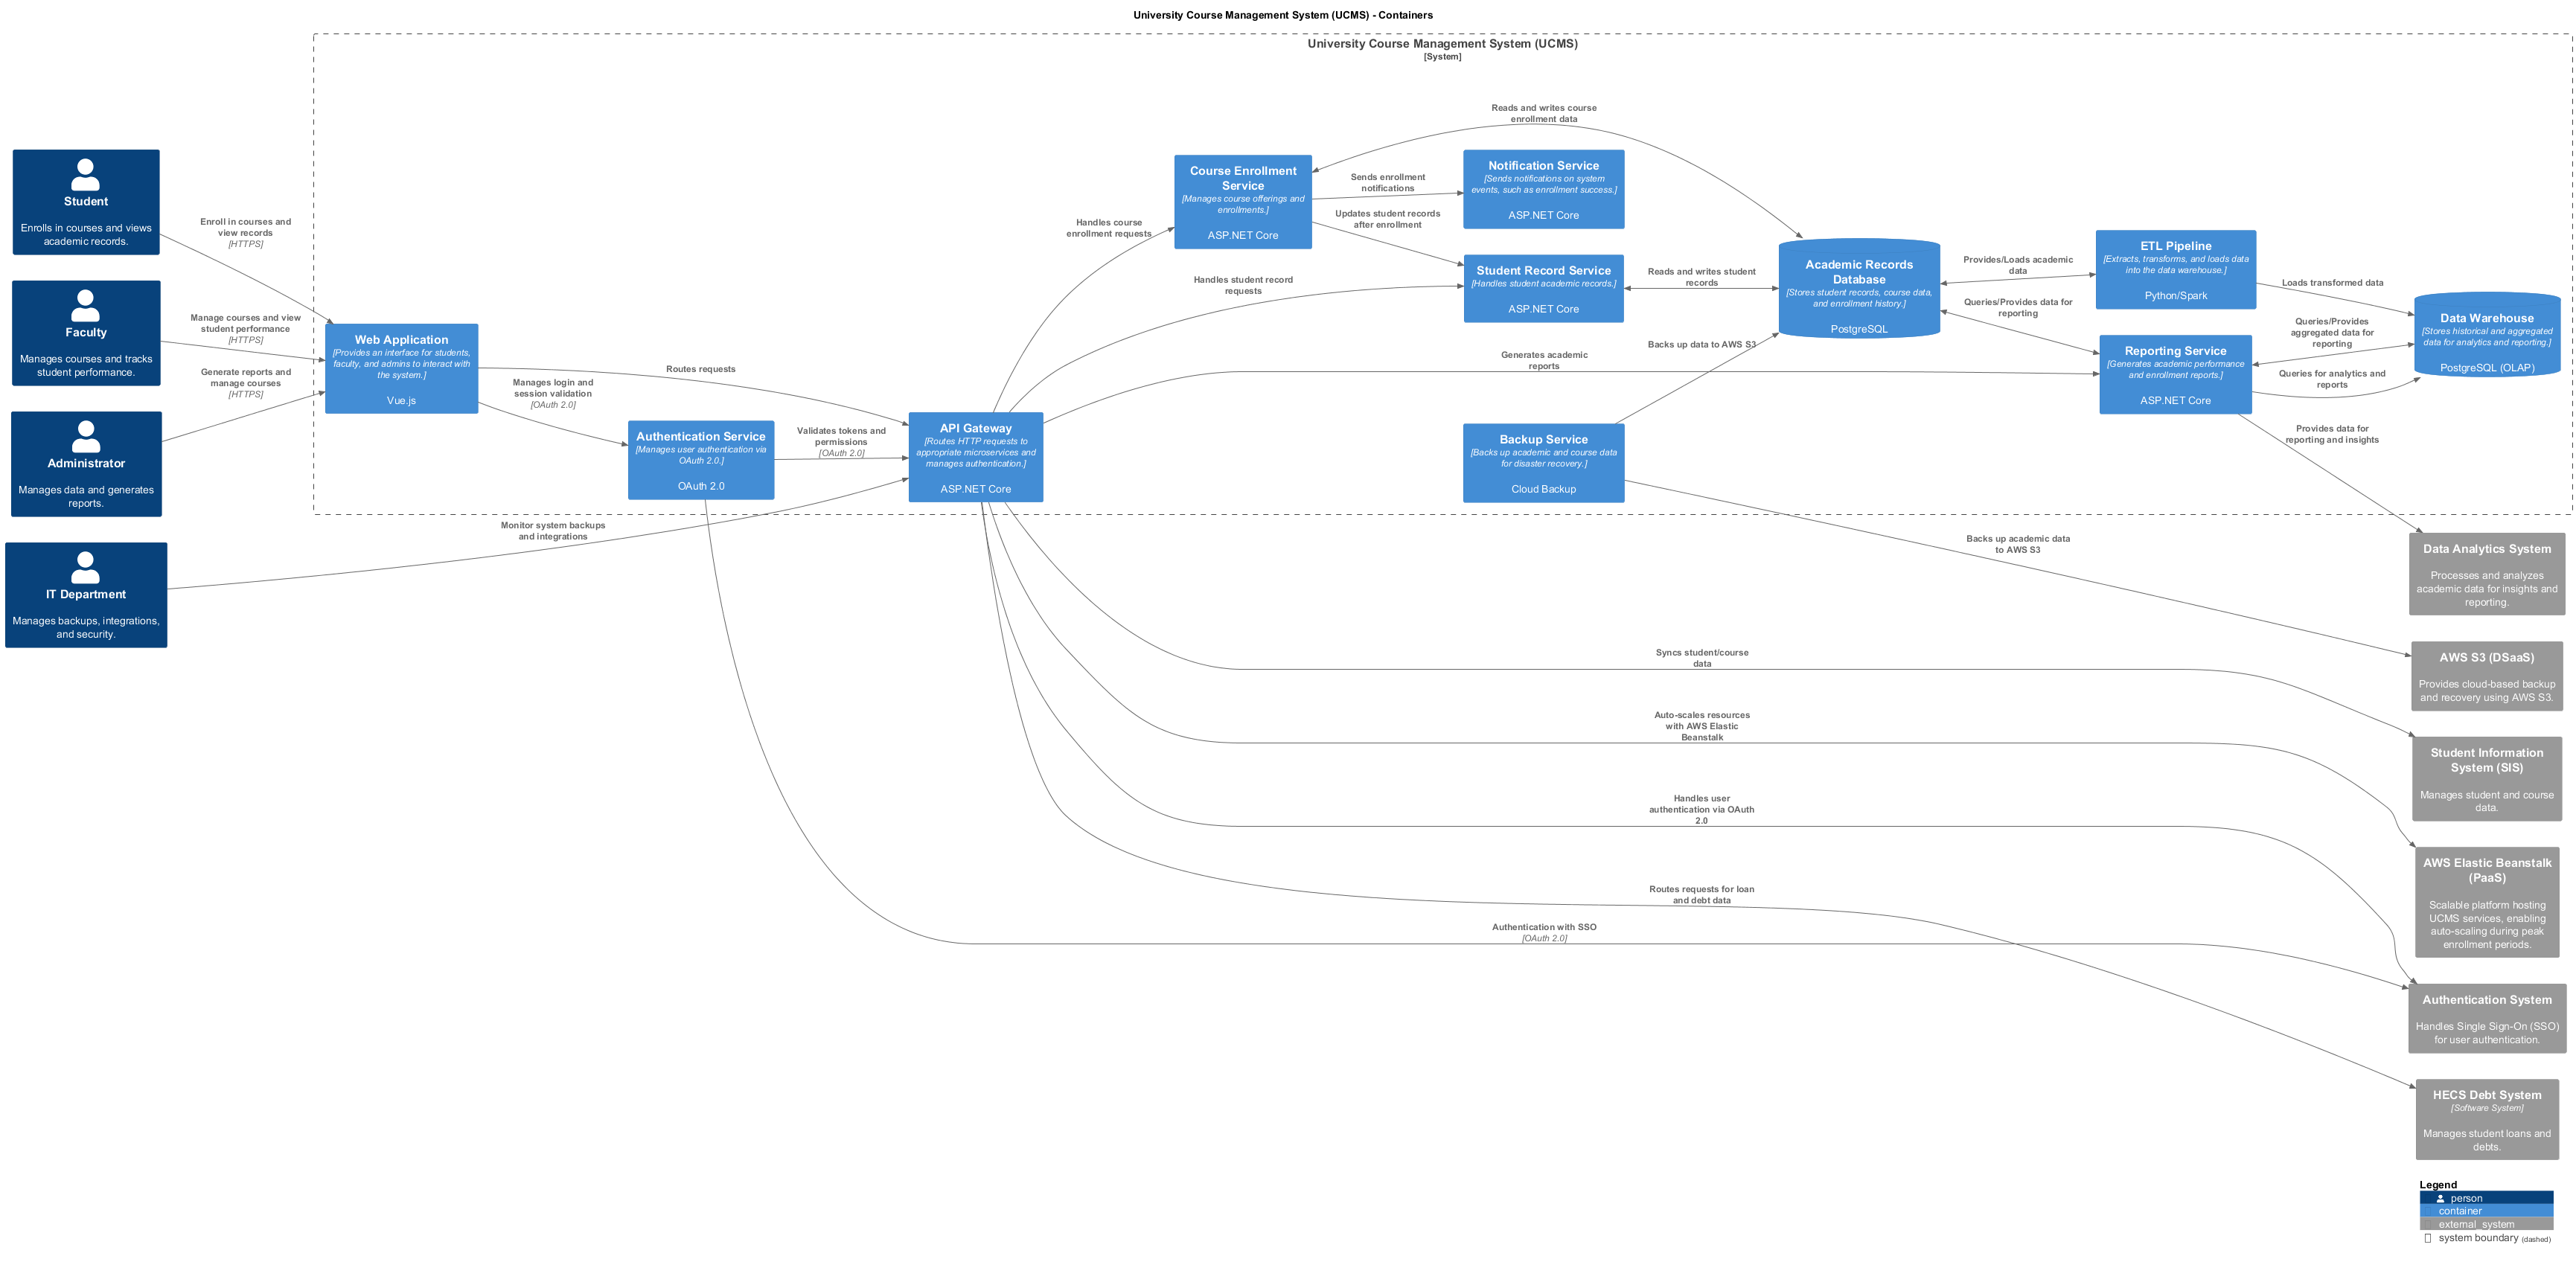 University Course Management System (UCMS) - Containers
University Course Management System (UCMS)
[System]
Student
Enrolls in courses and views
academic records.
Faculty
Manages courses and tracks
student performance.
Administrator
Manages data and generates
reports.
IT Department
Manages backups, integrations,
and security.
Enroll in courses and
view records
[HTTPS]
Manage courses and view
student performance
[HTTPS]
Generate reports and
manage courses
[HTTPS]
Monitor system backups
and integrations
Web Application
[Provides an interface for students,
faculty, and admins to interact with
the system.]
Vue.js
Routes requests
Manages login and
session validation
[OAuth 2.0]
Authentication Service
[Manages user authentication via
OAuth 2.0.]
OAuth 2.0
Validates tokens and
permissions
[OAuth 2.0]
API Gateway
[Routes HTTP requests to
appropriate microservices and
manages authentication.]
ASP.NET Core
Handles course
enrollment requests
Handles student record
requests
Generates academic
reports
Course Enrollment
Service
[Manages course offerings and
enrollments.]
ASP.NET Core
Reads and writes course
enrollment data
Sends enrollment
notifications
Updates student records
after enrollment
Notification Service
[Sends notifications on system
events, such as enrollment success.]
ASP.NET Core
Student Record Service
[Handles student academic records.]
ASP.NET Core
Reads and writes student
records
Backs up data to AWS S3
Backup Service
[Backs up academic and course data
for disaster recovery.]
Cloud Backup
Academic Records
Database
[Stores student records, course data,
and enrollment history.]
PostgreSQL
Provides/Loads academic
data
Queries/Provides data for
reporting
ETL Pipeline
[Extracts, transforms, and loads data
into the data warehouse.]
Python/Spark
Reporting Service
[Generates academic performance
and enrollment reports.]
ASP.NET Core
Loads transformed data
Queries/Provides
aggregated data for
reporting
Queries for analytics and
reports
Provides data for
reporting and insights
Data Warehouse
[Stores historical and aggregated
data for analytics and reporting.]
PostgreSQL (OLAP)
Backs up academic data
to AWS S3
Syncs student/course
data
Auto-scales resources
with AWS Elastic
Beanstalk
Handles user
authentication via OAuth
2.0
Routes requests for loan
and debt data
Authentication with SSO
[OAuth 2.0]
Data Analytics System
Processes and analyzes
academic data for insights and
reporting.
AWS S3 (DSaaS)
Provides cloud-based backup
and recovery using AWS S3.
Student Information
System (SIS)
Manages student and course
data.
AWS Elastic Beanstalk
(PaaS)
Scalable platform hosting
UCMS services, enabling
auto-scaling during peak
enrollment periods.
Authentication System
Handles Single Sign-On (SSO)
for user authentication.
HECS Debt System
[Software System]
Manages student loans and
debts.
Legend
person
container
external_system
system boundary (dashed)